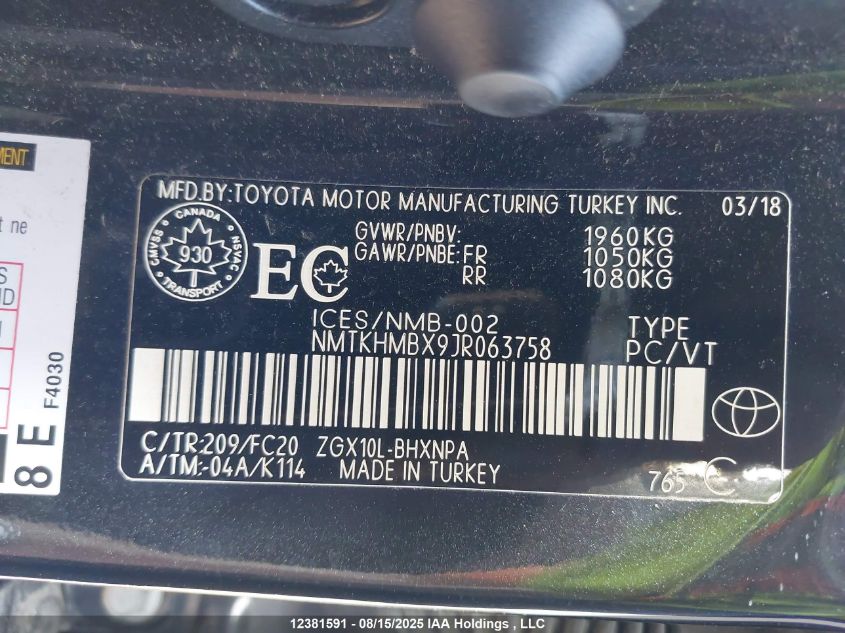 MENT
t ne
S
ND
8 E F4030
MFD.BY:TOYOTA MOTOR MANUFACTURING TURKEY INC. 03/18
CANADA
CMVSS NSVAC
930
TRANSPORT
EC
GVWR/PNBV: 1960KG
GAWR/PNBE:FR 1050KG
RR 1080KG
ICES/NMB-002 TYPE
NMTKHMBX9JR063758 PC/VT
C/TR:209/FC20 ZGX10L-BHXNPA
A/TM:-04A/K114 MADE IN TURKEY
765 C
12381591 - 08/15/2025 IAA Holdings , LLC